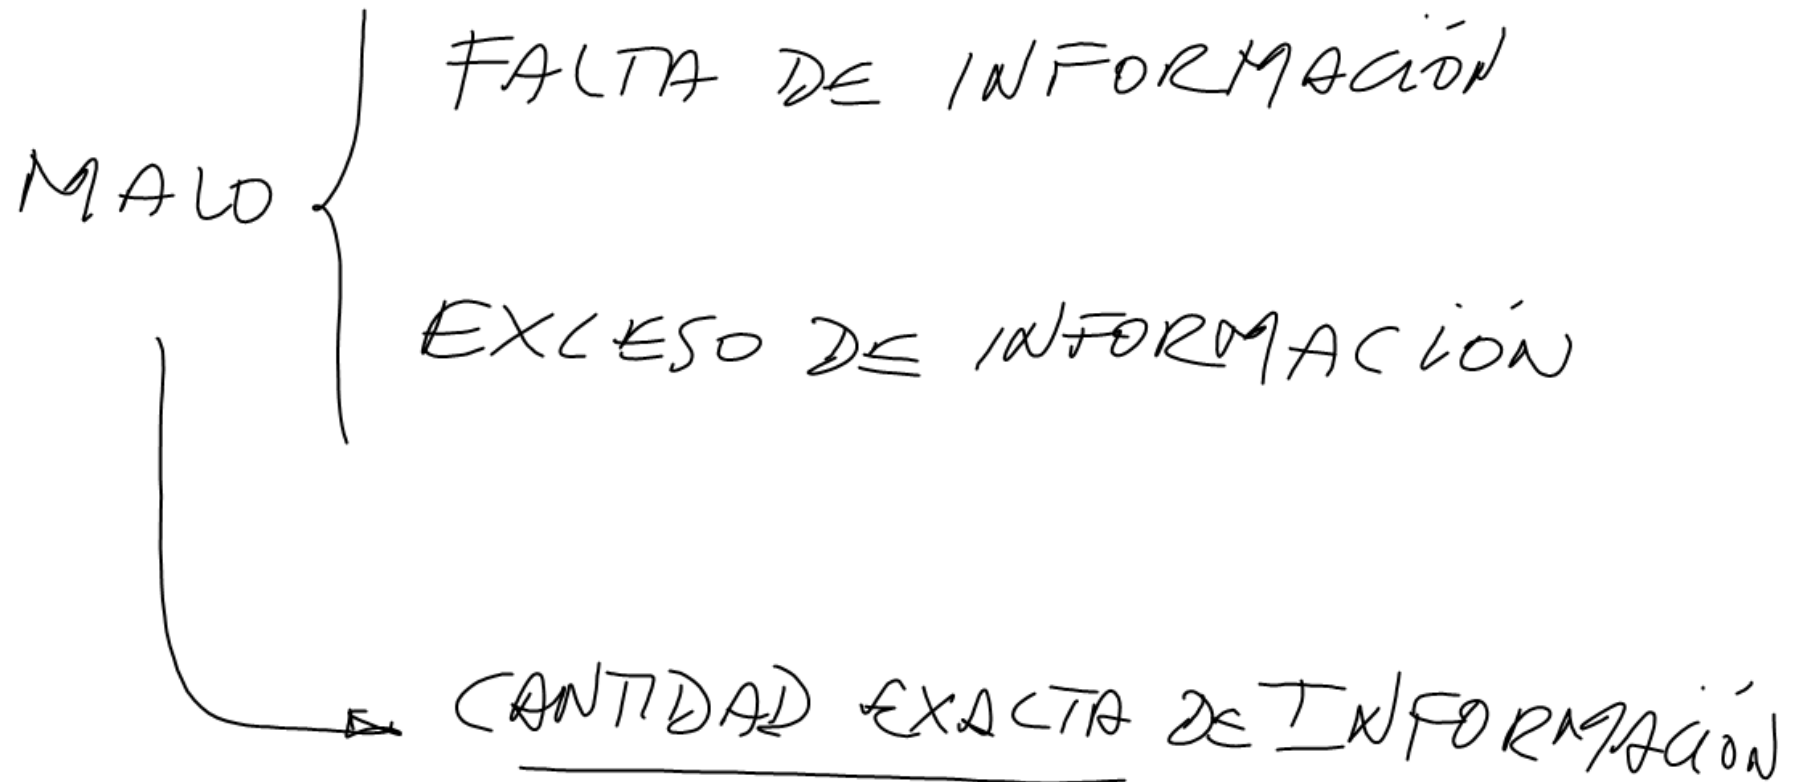 FALTA DE INFORMACIÓN
MALO
EXCESO DE INFORMACIÓN
CANTIDAD EXACTA DE INFORMACIÓN